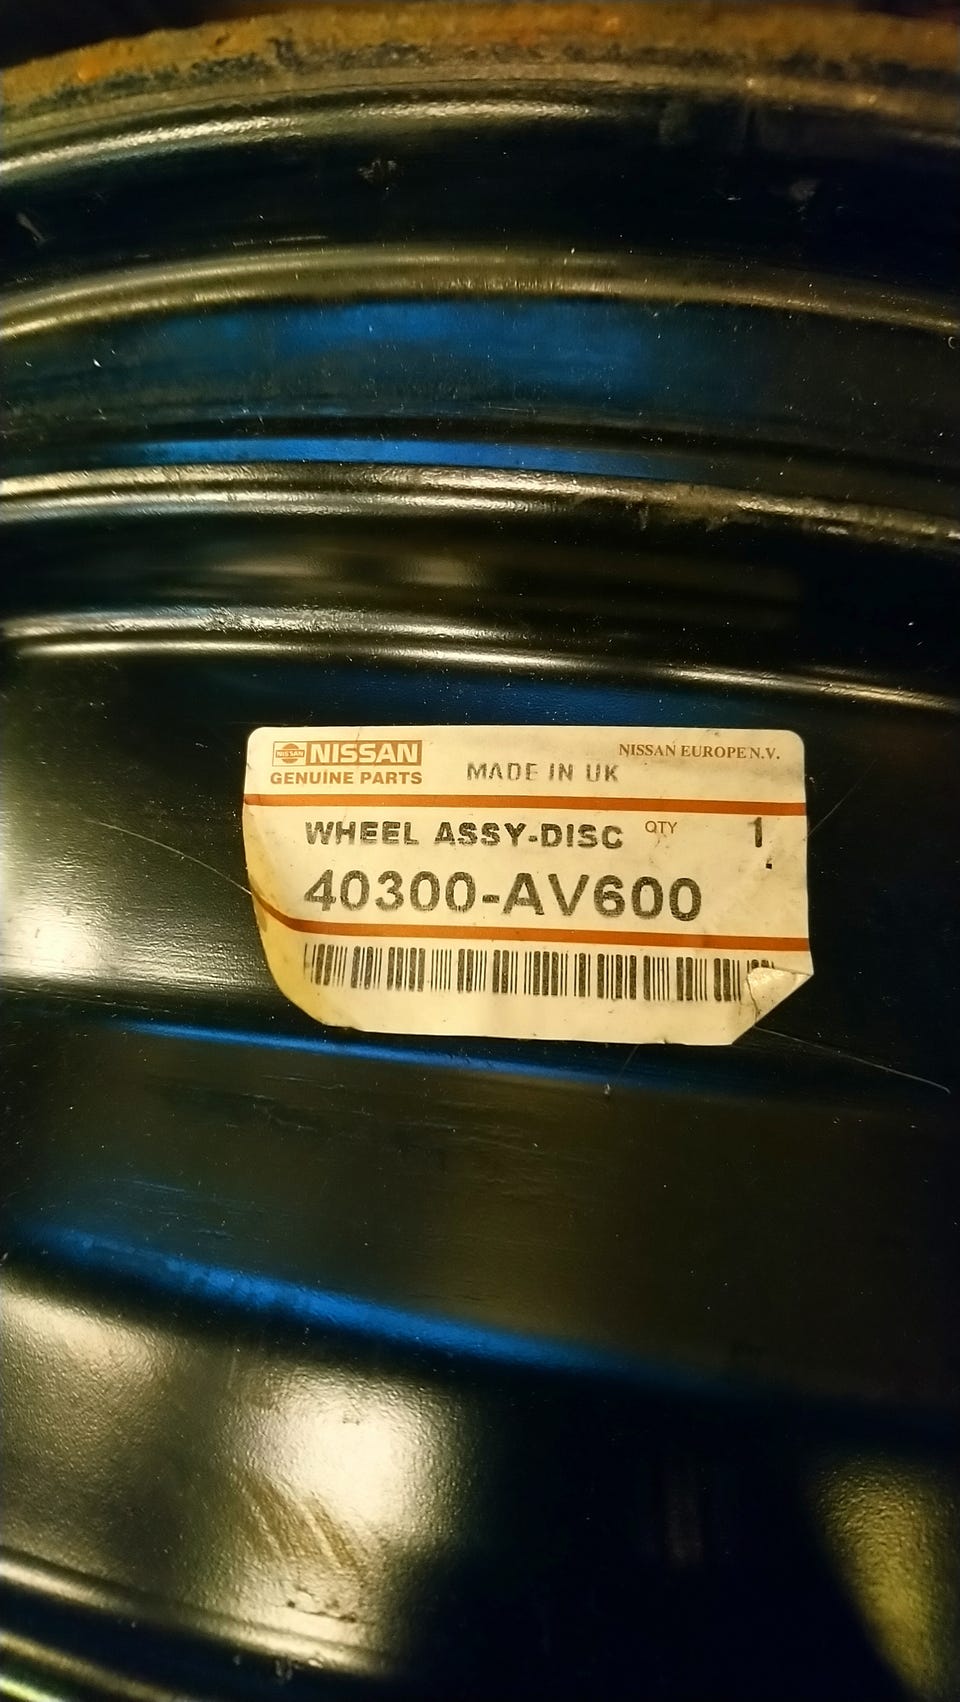 NISSAN NISSAN
GENUINE PARTS
NISSAN EUROPE N.V.
MADE IN UK
WHEEL ASSY-DISC QTY 1
40300-AV600